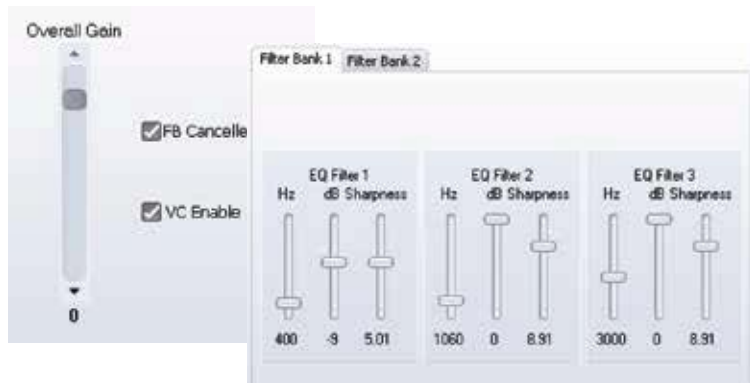 Overall Gain
FB Cancelle
VC Enable
0
Filter Bank 1 Filter Bank 2
EQ Filter 1 EQ Filter 2 EQ Filter 3
Hz dB Sharpness Hz dB Sharpness Hz dB Sharpness
400 -9 5.01 1060 0 8.91 3000 0 8.91